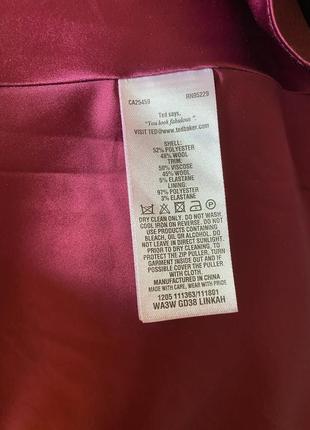 CA25459 RN95229
Ted says,
"You look fabulous"
VISIT TED@WWW.TEDBAKER.COM
SHELL:
52% POLYESTER
48% WOOL
TRIM:
50% VISCOSE
45% WOOL
5% ELASTANE
LINING:
97% POLYESTER
3% ELASTANE
DRY CLEAN ONLY. DO NOT WASH.
COOL IRON ON REVERSE. DO NOT
USE PRODUCTS CONTAINING
BLEACH, OIL OR ALCOHOL. DO
NOT LEAVE IN DIRECT SUNLIGHT.
PRIOR TO DRY CLEANING, TO
PROTECT THE ZIP PULLER, TURN
GARMENT INSIDE OUT AND IF
POSSIBLE COVER THE PULLER
WITH CLOTH.
MANUFACTURED IN CHINA
MADE WITH CARE, WEAR WITH PRIDE
1205 111363/111801
WA3W GD38 LINKAH